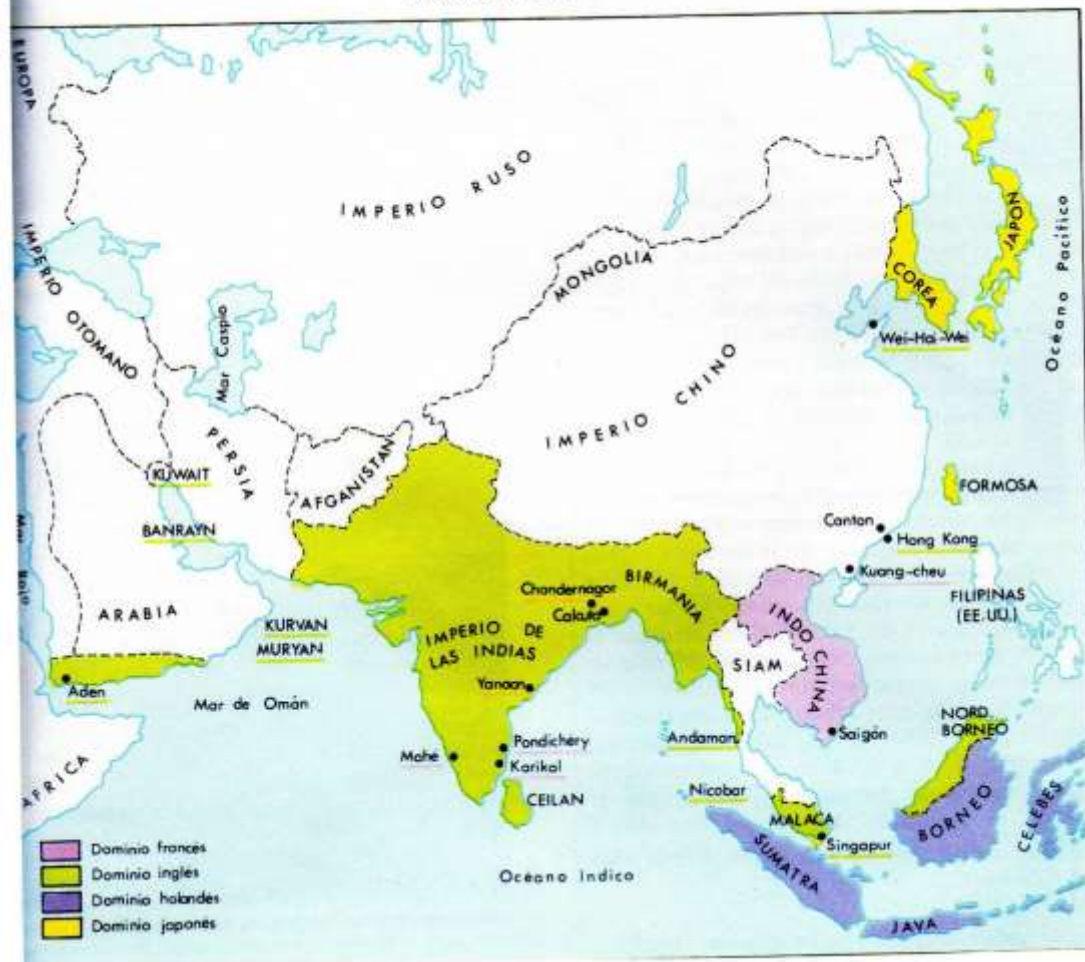 EUROPA
IMPERIO RUSO
IMPERIO OTOMANO
Mar Caspio
MONGOLIA
JAPON
COREA
Océano Pacífico
Wei-Hai-Wei
IMPERIO CHINO
PERSIA
AFGANISTAN
KUWAIT
BANRAYN
FORMOSA
Canton
Hong Kong
Kuang-cheu
ARABIA
Mar Rojo
KURVAN
MURYAN
Chandernagor
BIRMANIA
IMPERIO DE
LAS INDIAS
INDO
CHINA
FILIPINAS
(EE.UU.)
SIAM
Aden
Yanaon
Mar de Omán
Andaman
Saigón
NORD
BORNEO
Mahé
Pondichéry
Karikal
Nicobar
CEILAN
MALACA
BORNEO
CELEBES
AFRICA
Singapur
SUMATRA
Océano Indico
JAVA
Dominio francés
Dominio inglés
Dominio holandés
Dominio japonés